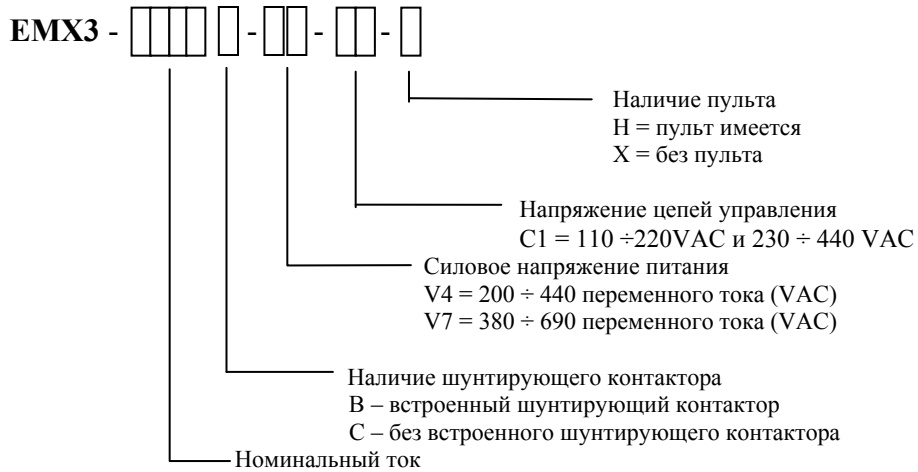 EMX3 - - - -
Наличие пульта
H = пульт имеется
X = без пульта
Напряжение цепей управления
C1 = 110 ÷220VAC и 230 ÷ 440 VAC
Силовое напряжение питания
V4 = 200 ÷ 440 переменного тока (VAC)
V7 = 380 ÷ 690 переменного тока (VAC)
Наличие шунтирующего контактора
B – встроенный шунтирующий контактор
C – без встроенного шунтирующего контактора
Номинальный ток